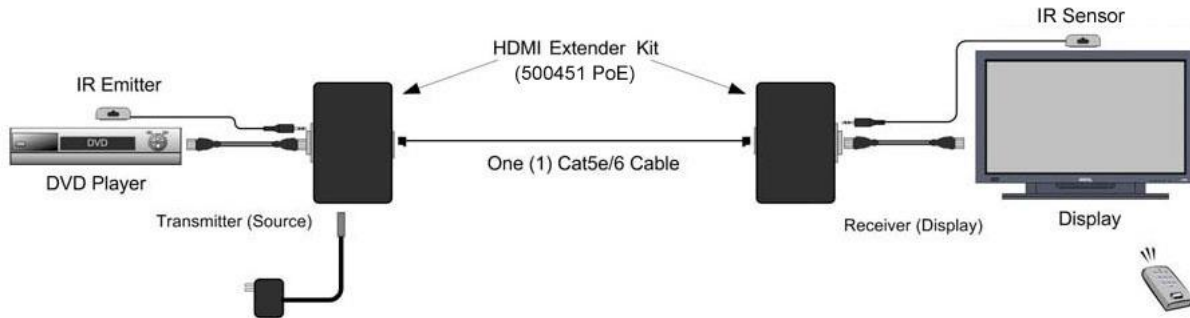 IR Sensor
HDMI Extender Kit
(500451 PoE)
IR Emitter
DVD
DVD Player
One (1) Cat5e/6 Cable
Transmitter (Source)
Receiver (Display)
Display